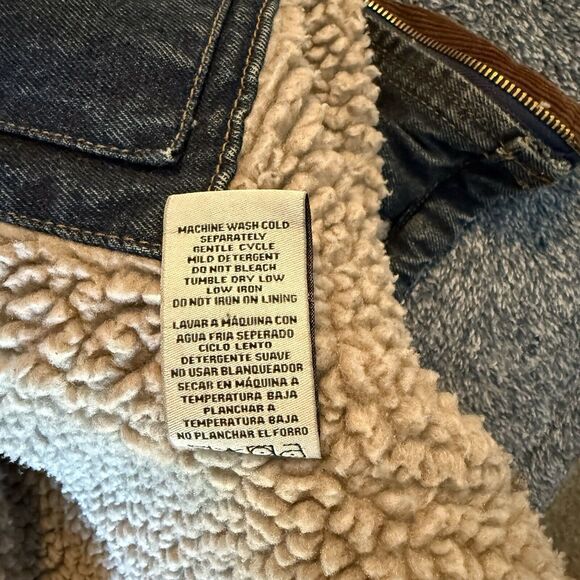 MACHINE WASH COLD
SEPARATELY
GENTLE CYCLE
MILD DETERGENT
DO NOT BLEACH
TUMBLE DRY LOW
LOW IRON
DO NOT IRON ON LINING
LAVAR A MÁQUINA CON
AGUA FRIA SEPERADO
CICLO LENTO
DETERGENTE SUAVE
NO USAR BLANQUEADOR
SECAR EN MÁQUINA A
TEMPERATURA BAJA
PLANCHAR A
TEMPERATURA BAJA
NO PLANCHAR EL FORRO